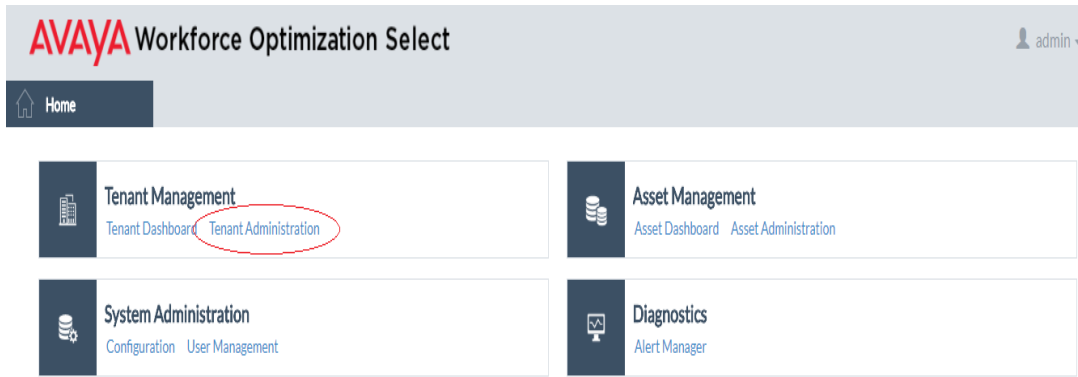 AVAYA Workforce Optimization Select
admin
Home
Tenant Management
Tenant Dashboard Tenant Administration
Asset Management
Asset Dashboard Asset Administration
System Administration
Configuration User Management
Diagnostics
Alert Manager